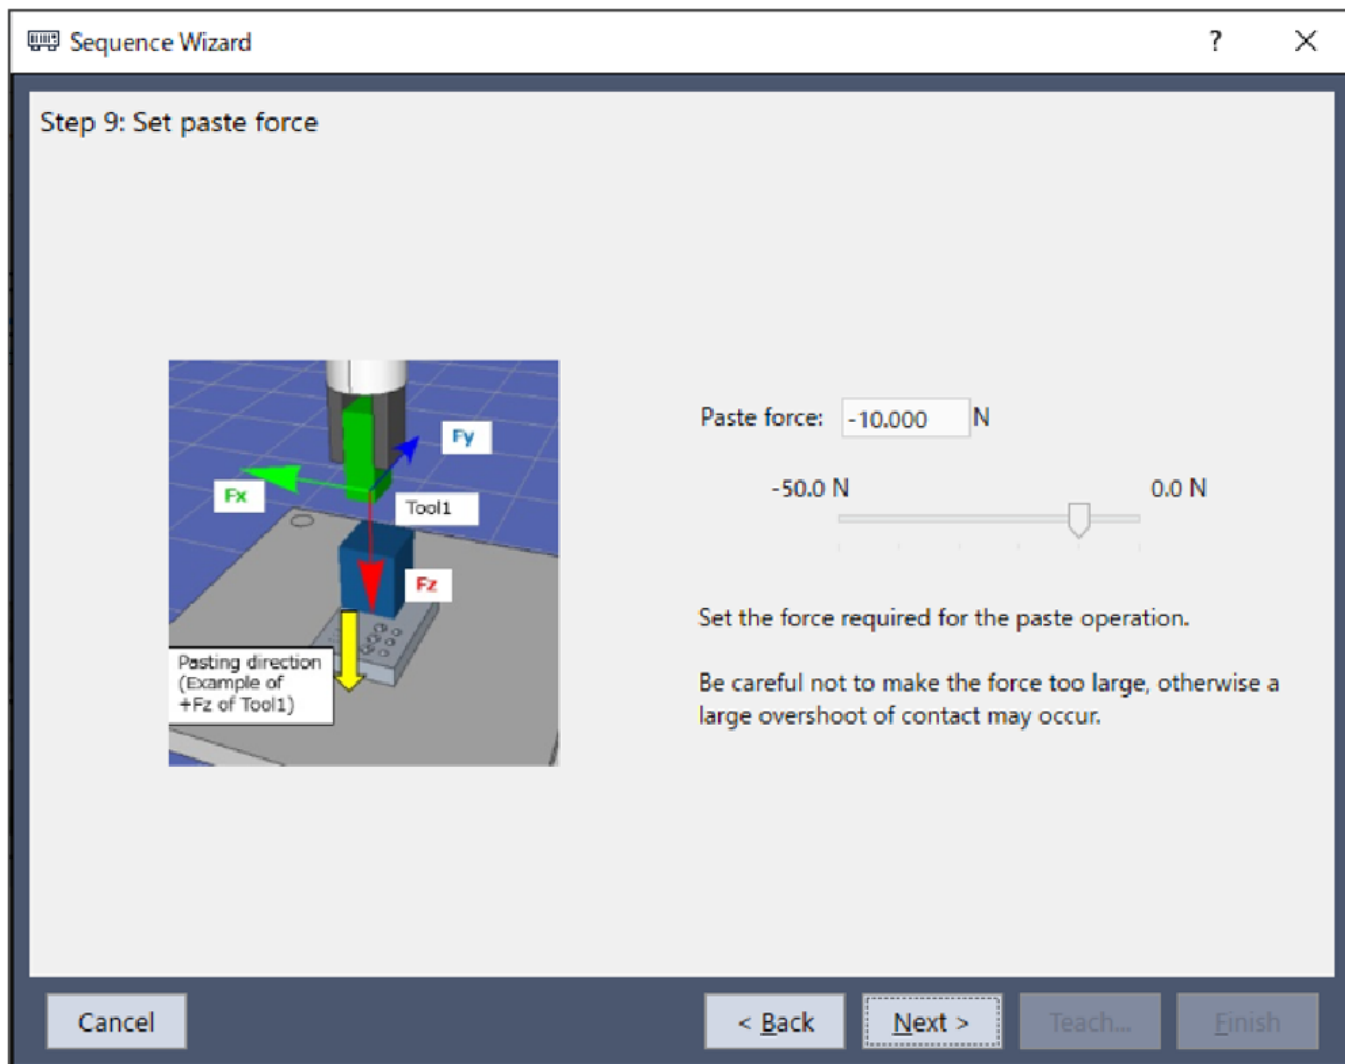 Sequence Wizard
?
Step 9: Set paste force
Fy
Fx
Tool1
Fz
Pasting direction
(Example of
+Fz of Tool1)
Paste force: -10.000 N
-50.0 N 0.0 N
Set the force required for the paste operation.
Be careful not to make the force too large, otherwise a
large overshoot of contact may occur.
Cancel
< Back
Next >
Teach...
Finish